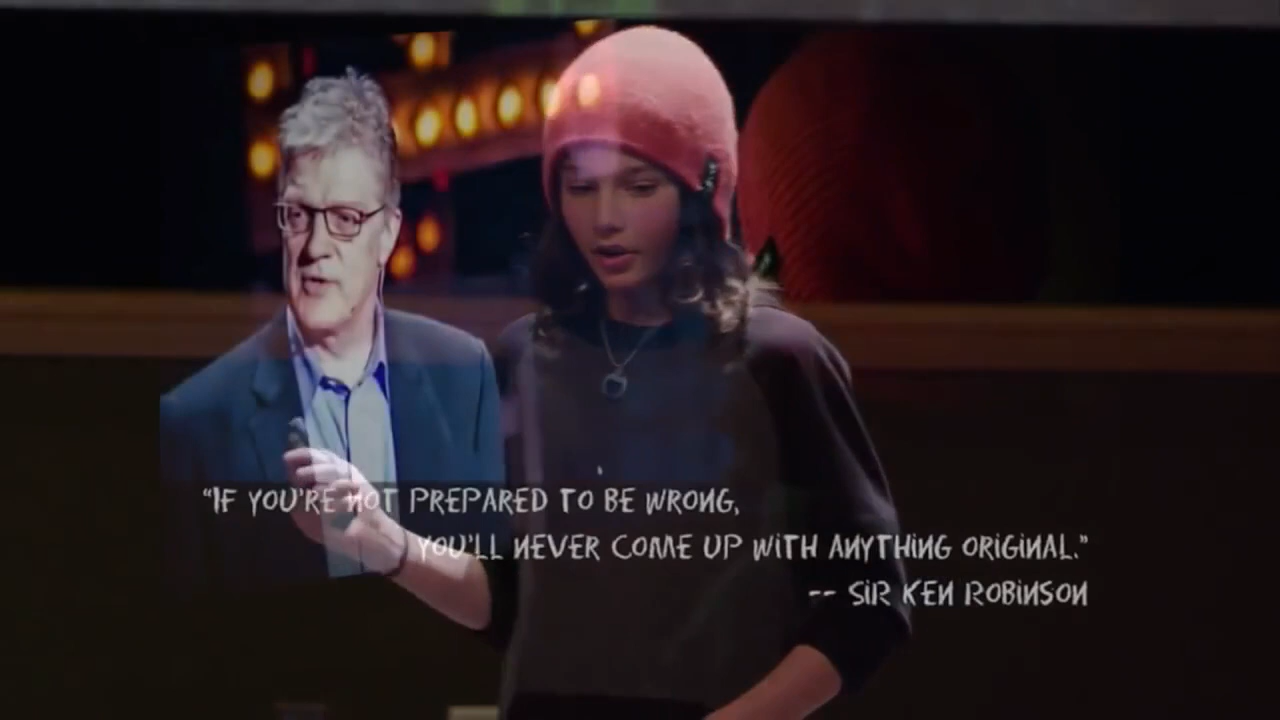 "IF YOU'RE NOT PREPARED TO BE WRONG,
YOU'LL NEVER COME UP WITH ANYTHING ORIGINAL."
-- SIR KEN ROBINSON